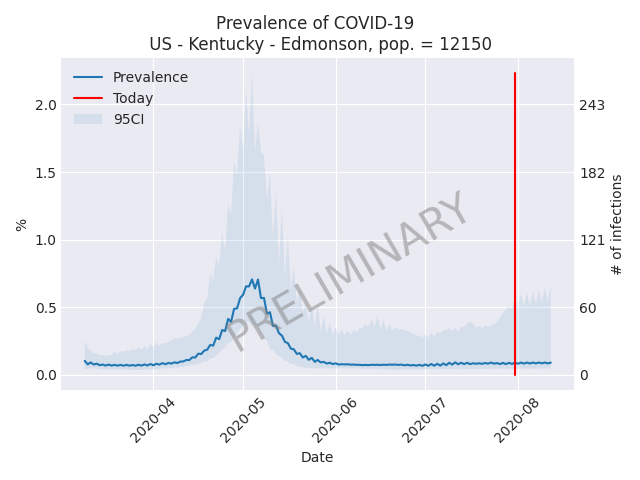 Prevalence of COVID-19
US - Kentucky - Edmonson, pop. = 12150
Prevalence
Today
95CI
2.0
1.5
1.0
0.5
0.0
%
243
182
121
60
0
# of infections
PRELIMINARY
2020-04
2020-05
2020-06
2020-07
2020-08
Date